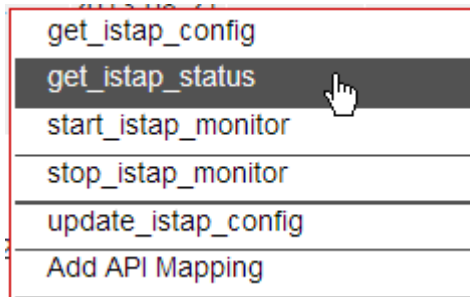 get_istap_config
get_istap_status
start_istap_monitor
stop_istap_monitor
update_istap_config
Add API Mapping